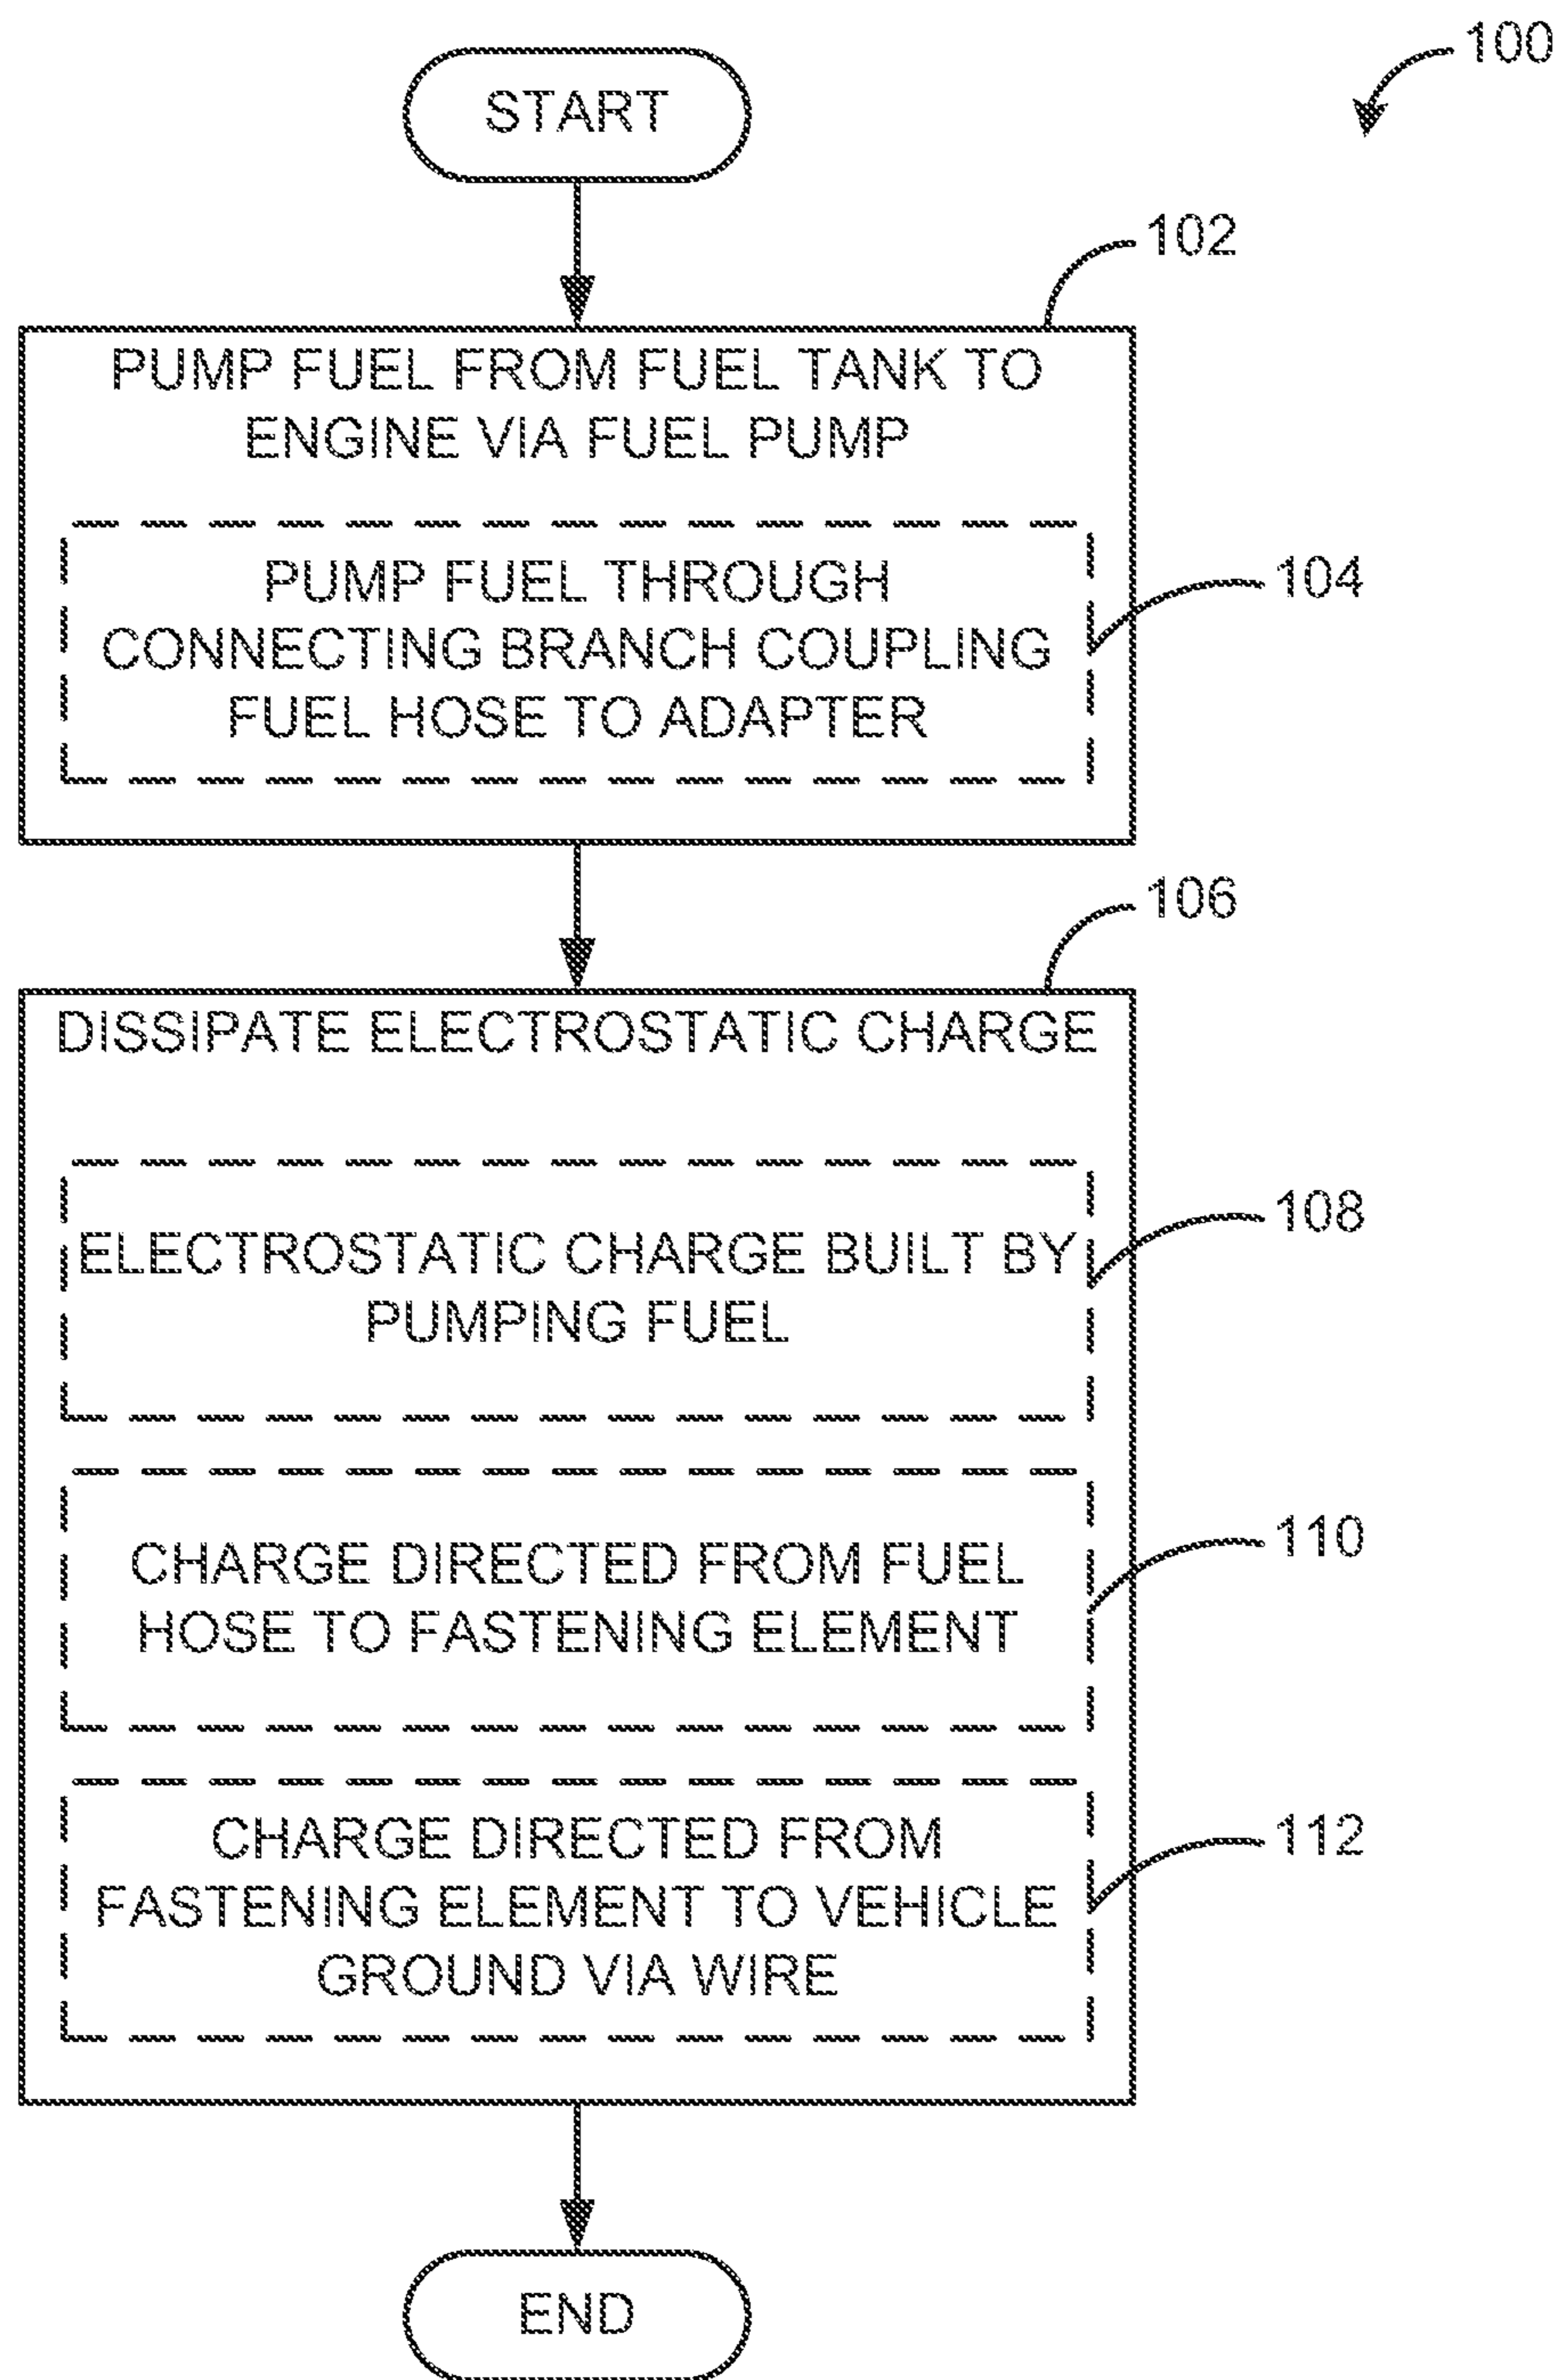 100
START
102
PUMP FUEL FROM FUEL TANK TO
ENGINE VIA FUEL PUMP
PUMP FUEL THROUGH
CONNECTING BRANCH COUPLING
FUEL HOSE TO ADAPTER
104
106
DISSIPATE ELECTROSTATIC CHARGE
ELECTROSTATIC CHARGE BUILT BY
PUMPING FUEL
108
CHARGE DIRECTED FROM FUEL
HOSE TO FASTENING ELEMENT
110
CHARGE DIRECTED FROM
FASTENING ELEMENT TO VEHICLE
GROUND VIA WIRE
112
END